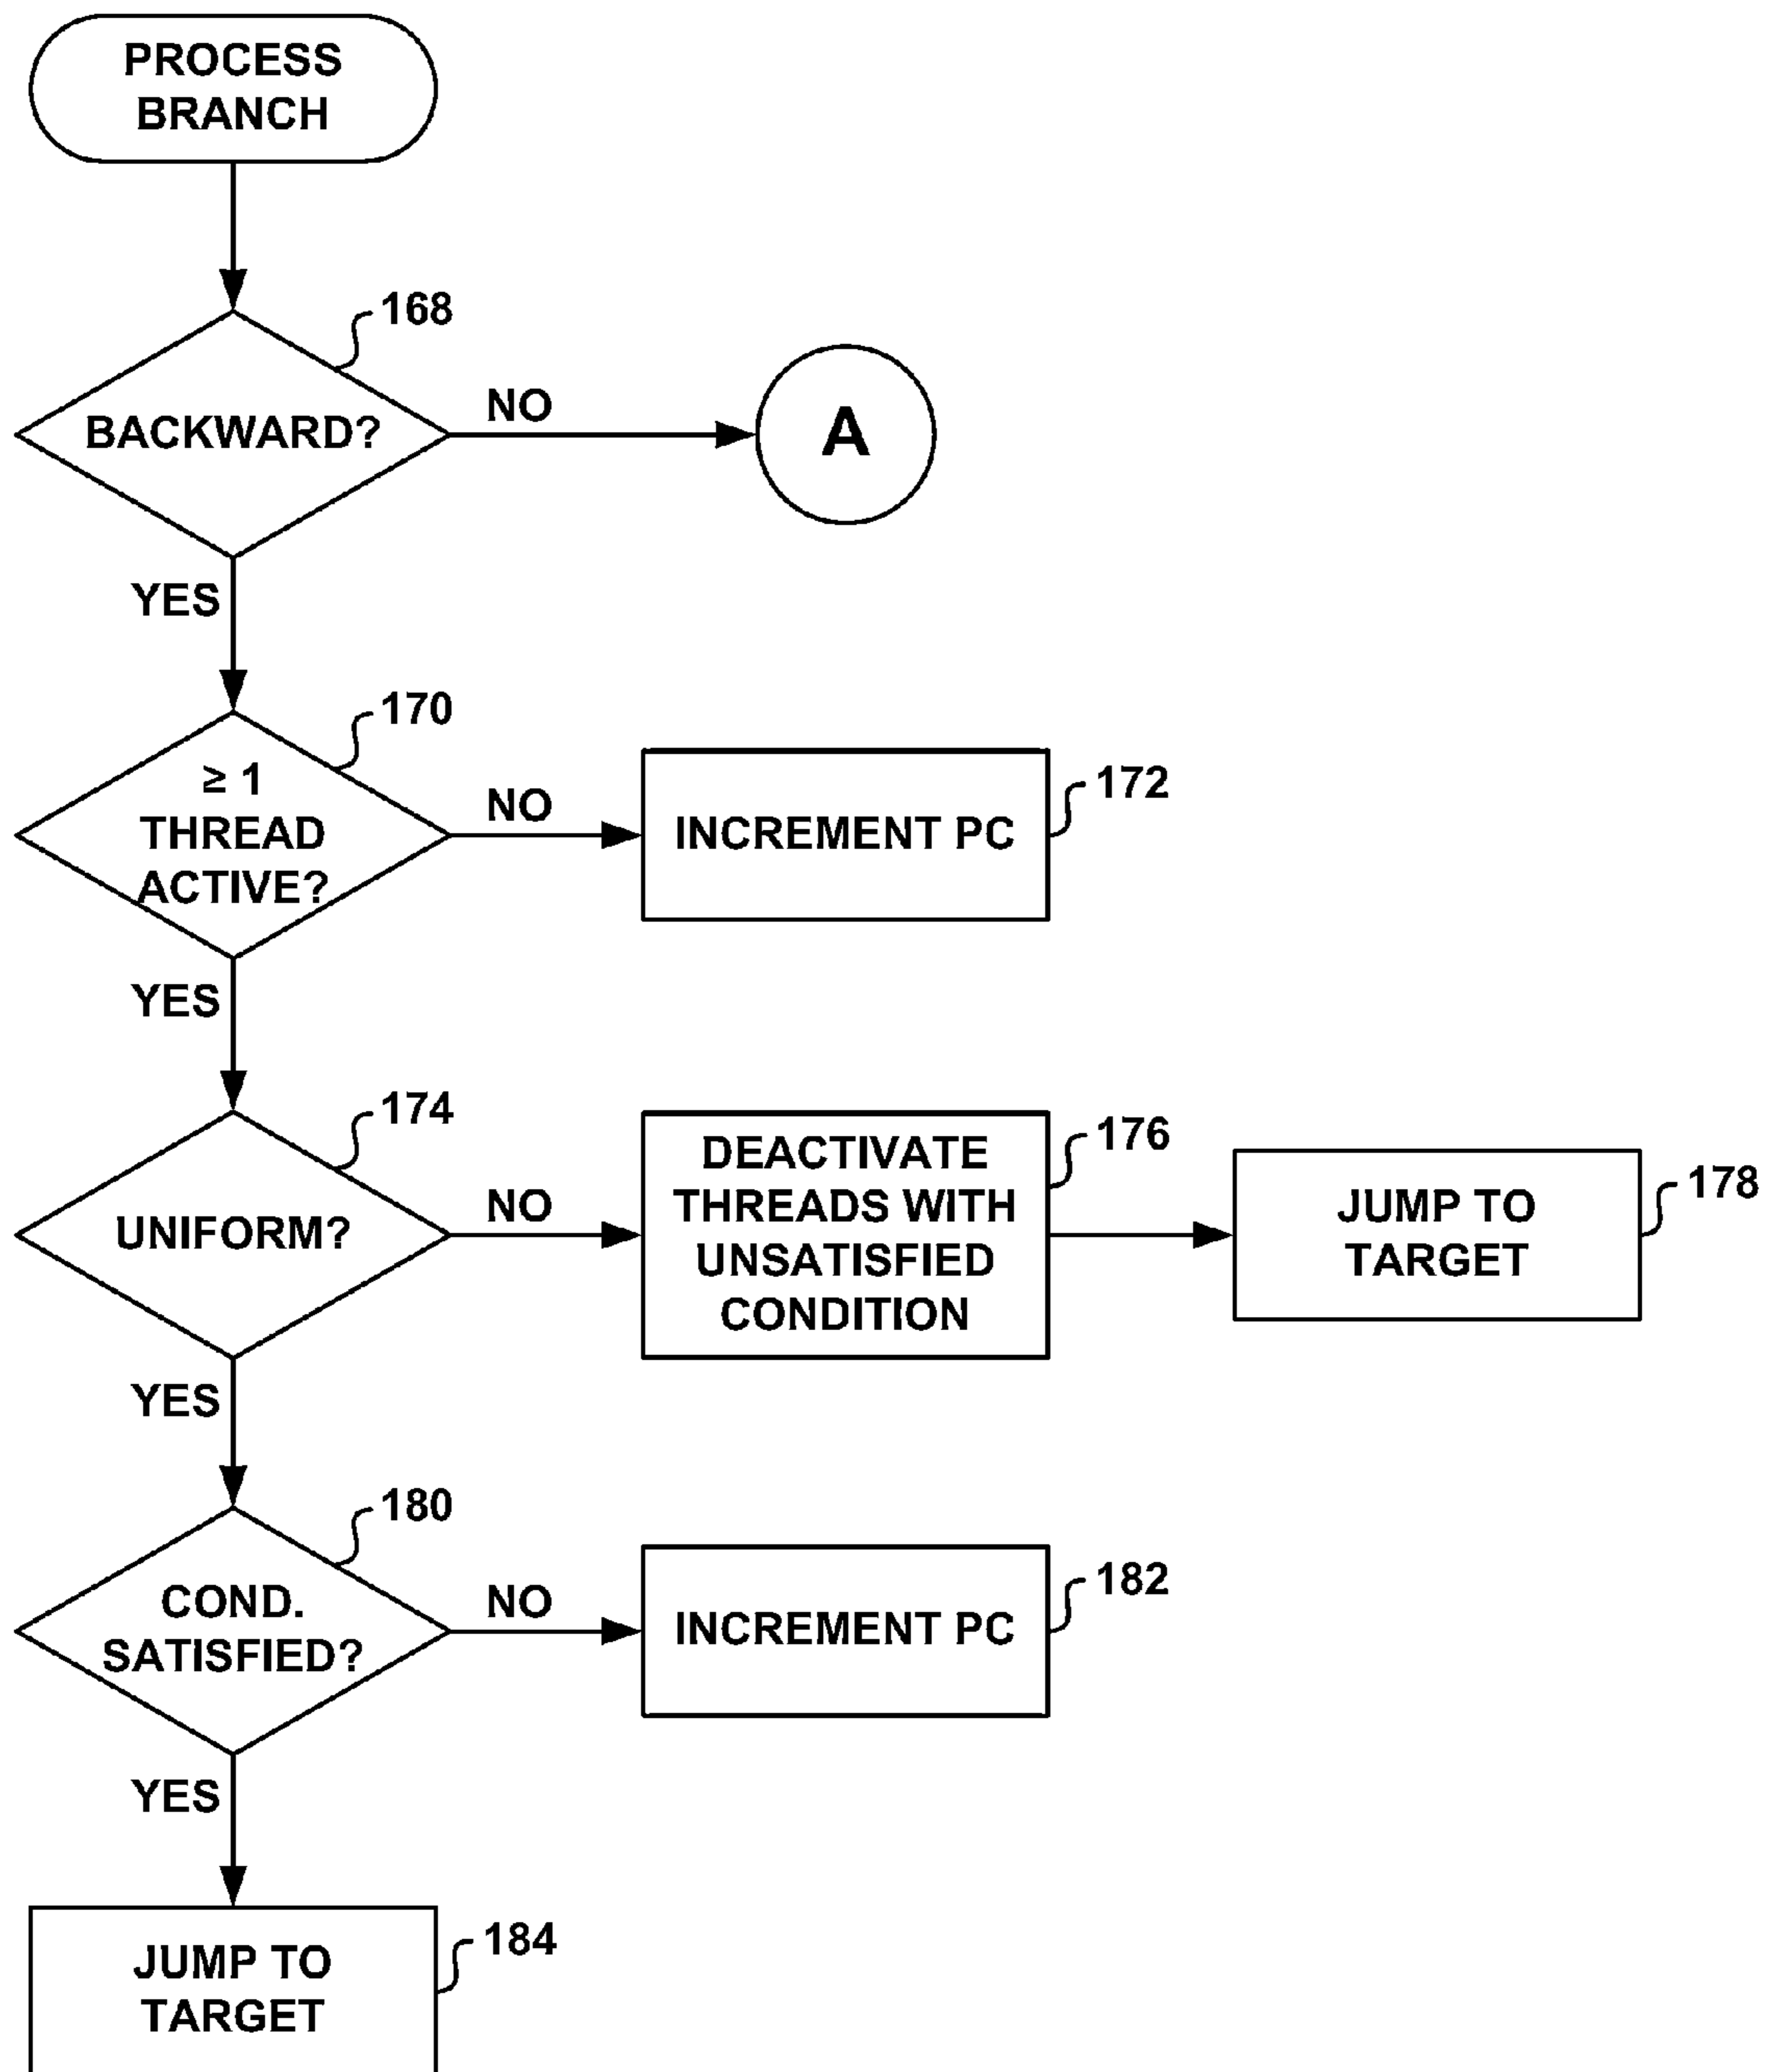 PROCESS
BRANCH
168
BACKWARD?
NO
A
YES
170
≥ 1
THREAD
ACTIVE?
NO
INCREMENT PC
172
YES
174
UNIFORM?
NO
DEACTIVATE
THREADS WITH
UNSATISFIED
CONDITION
176
JUMP TO
TARGET
178
YES
180
COND.
SATISFIED?
NO
INCREMENT PC
182
YES
JUMP TO
TARGET
184